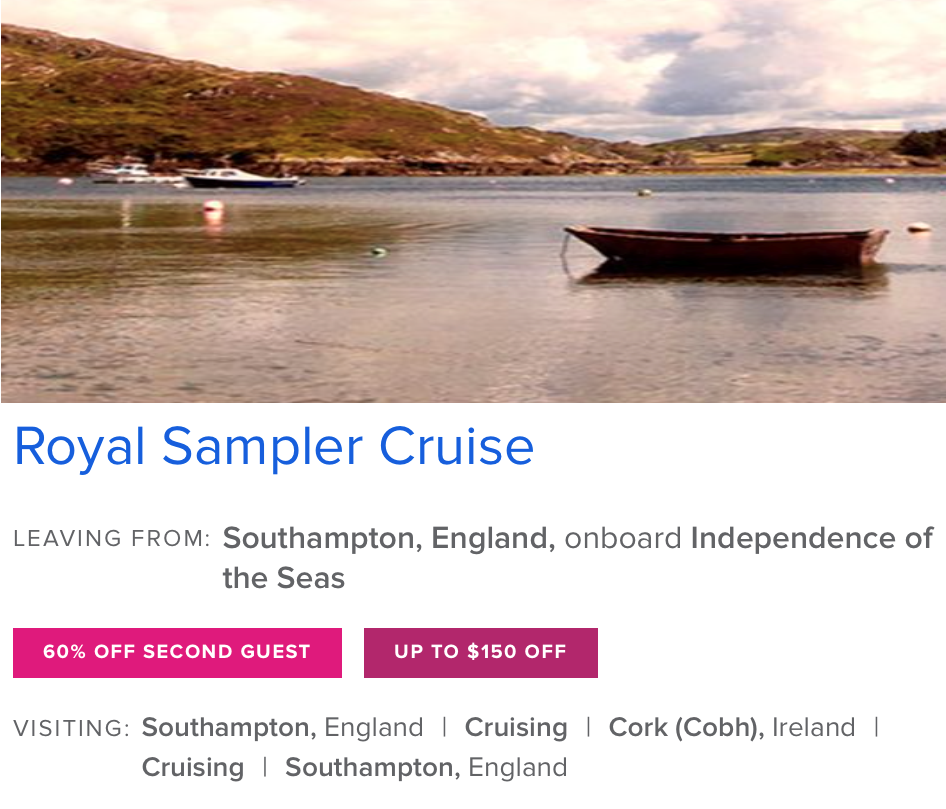 Royal Sampler Cruise
LEAVING FROM: Southampton, England, onboard Independence of
the Seas
60% OFF SECOND GUEST UP TO $150 OFF
VISITING: Southampton, England | Cruising | Cork (Cobh), Ireland |
Cruising | Southampton, England